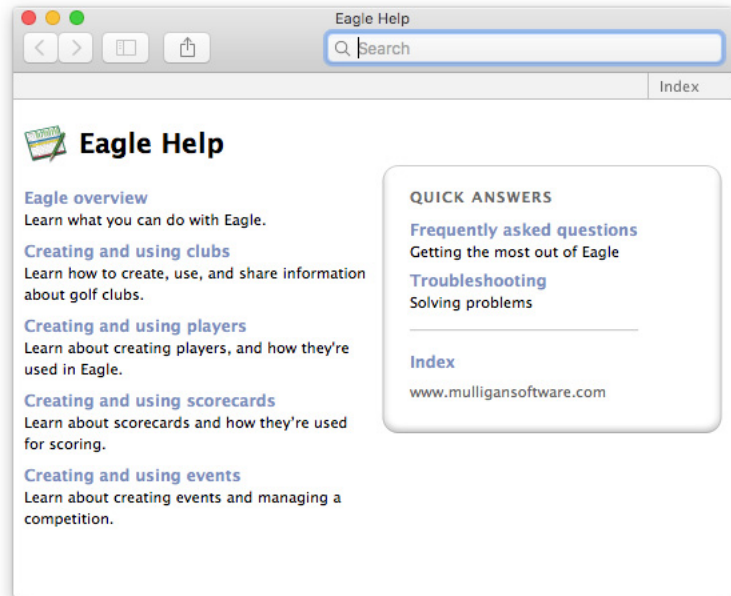 Eagle Help
Search
Index
Eagle Help
Eagle overview
Learn what you can do with Eagle.
Creating and using clubs
Learn how to create, use, and share information
about golf clubs.
Creating and using players
Learn about creating players, and how they're
used in Eagle.
Creating and using scorecards
Learn about scorecards and how they're used
for scoring.
Creating and using events
Learn about creating events and managing a
competition.
QUICK ANSWERS
Frequently asked questions
Getting the most out of Eagle
Troubleshooting
Solving problems
Index
www.mulligansoftware.com